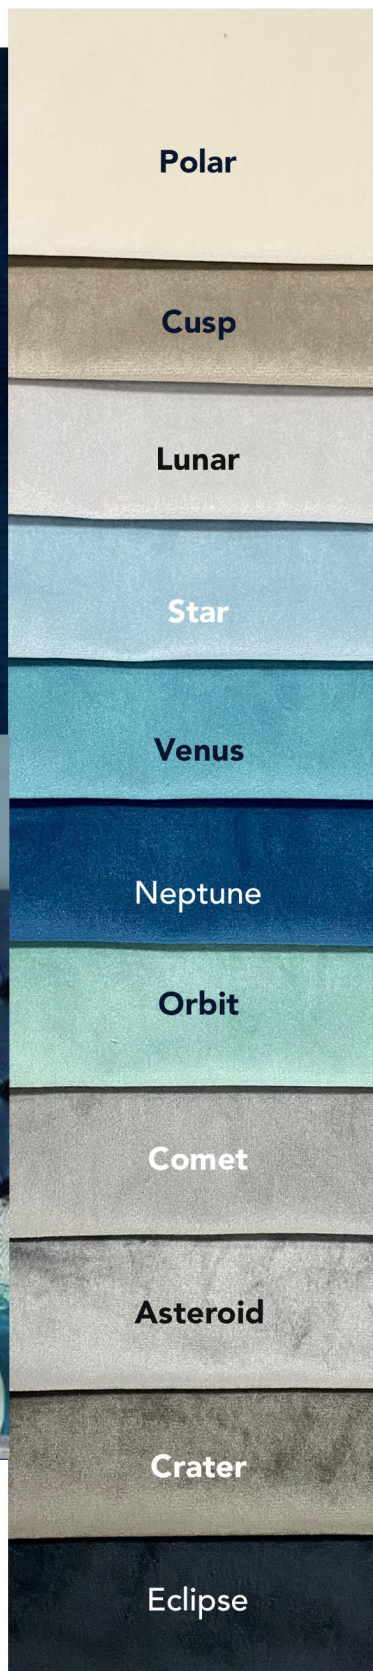 Polar
Cusp
Lunar
Star
Venus
Neptune
Orbit
Comet
Asteroid
Crater
Eclipse